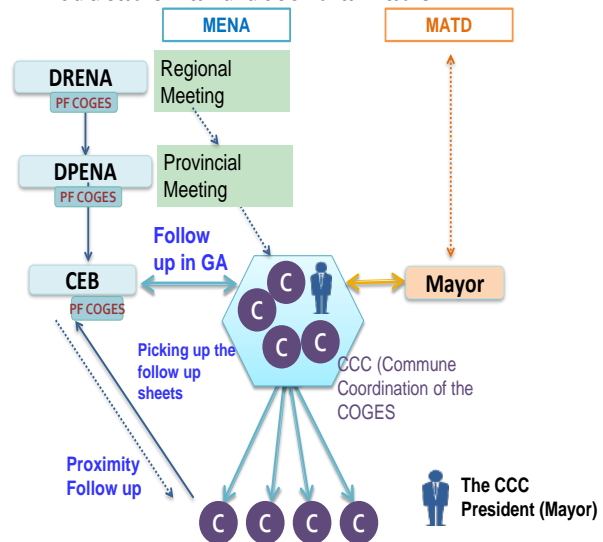 MENA
MATD
DRENA
PF COGES
Regional
Meeting
DPENA
PF COGES
Provincial
Meeting
Follow
up in GA
CEB
PF COGES
Mayor
C
C
C
C
Picking up the
follow up
sheets
CCC (Commune
Coordination of the
COGES
Proximity
Follow up
C
C
C
C
The CCC
President (Mayor)